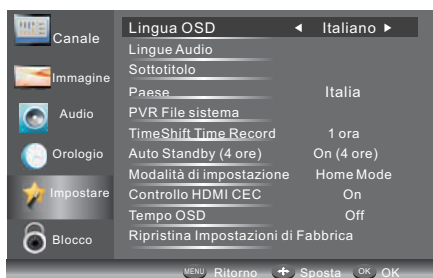 Canale
Immagine
Audio
Orologio
Impostare
Blocco
Lingua OSD Italiano
Lingue Audio
Sottotitolo
Paese Italia
PVR File sistema
TimeShift Time Record 1 ora
Auto Standby (4 ore) On (4 ore)
Modalità di impostazione Home Mode
Controllo HDMI CEC On
Tempo OSD Off
Ripristina Impostazioni di Fabbrica
MENU Ritorno Sposta OK OK